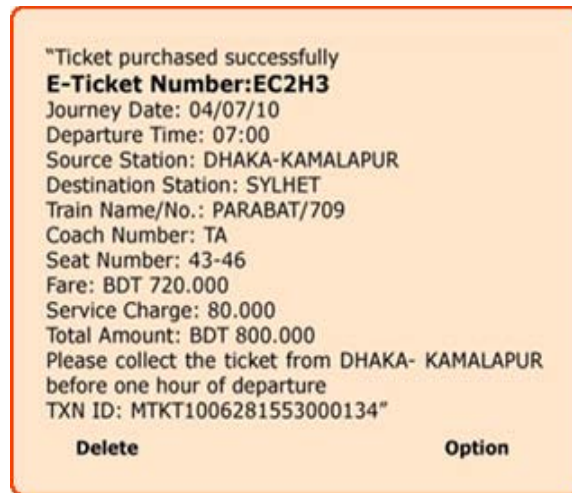 "Ticket purchased successfully
E-Ticket Number:EC2H3
Journey Date: 04/07/10
Departure Time: 07:00
Source Station: DHAKA-KAMALAPUR
Destination Station: SYLHET
Train Name/No.: PARABAT/709
Coach Number: TA
Seat Number: 43-46
Fare: BDT 720.000
Service Charge: 80.000
Total Amount: BDT 800.000
Please collect the ticket from DHAKA- KAMALAPUR
before one hour of departure
TXN ID: MTKT1006281553000134"
Delete Option